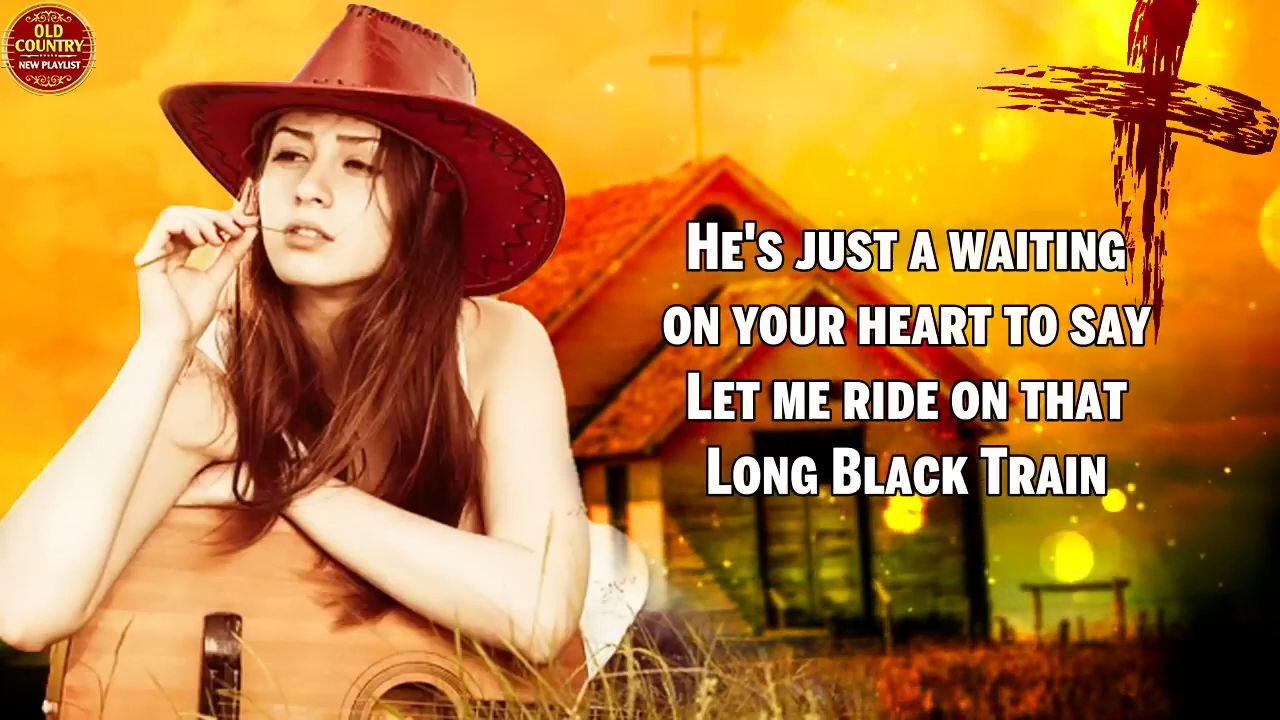 OLD
COUNTRY
NEW PLAYLIST
He's just a waiting
on your heart to say
Let me ride on that
Long Black Train